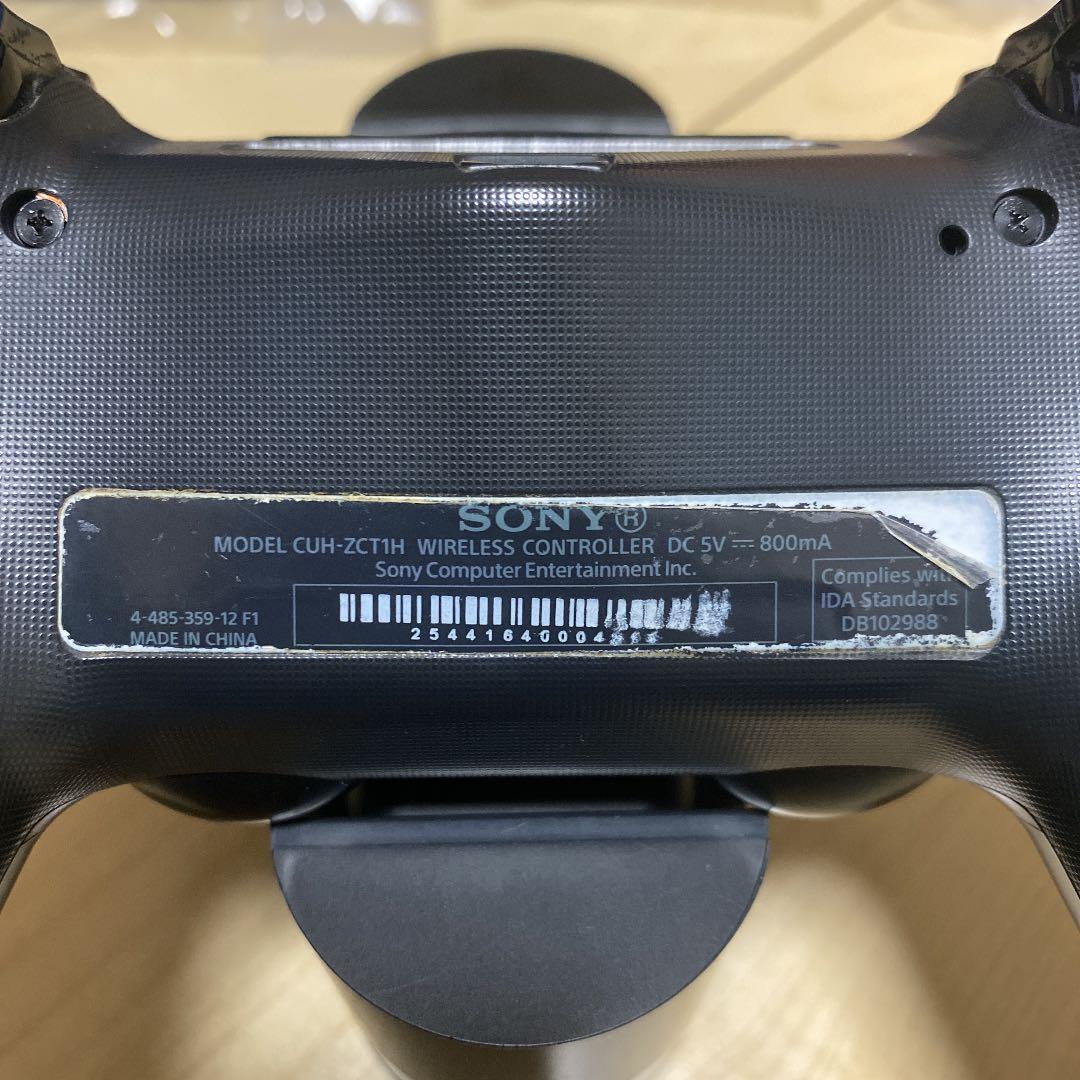 SONY®
MODEL CUH-ZCT1H WIRELESS CONTROLLER DC 5V ⎓ 800mA
Sony Computer Entertainment Inc.
Complies with
IDA Standards
DB102988
4-485-359-12 F1
MADE IN CHINA